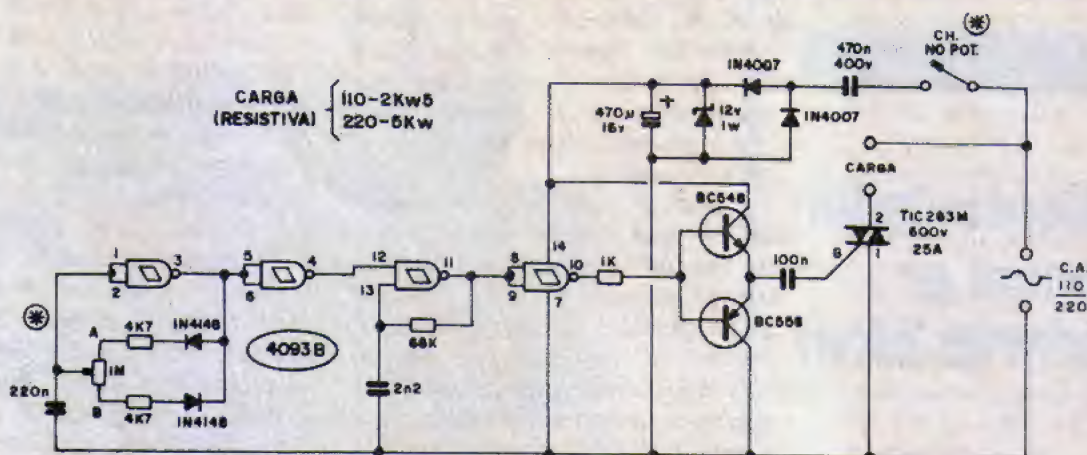 CARGA
(RESISTIVA)
110-2Kw5
220-5Kw
470n
400v
CH.
NO POT.
(*)
1N4007
470µ
16v
+
12v
1w
1N4007
CARGA
BC548
TIC263M
600v
25A
2
G
1
100n
C.A.
110
220
BC558
1
2
3
5
6
4
12
13
11
8
9
14
10
7
1K
(*)
A
4K7
1N4148
1M
B
220n
4K7
1N4148
4093B
68K
2n2